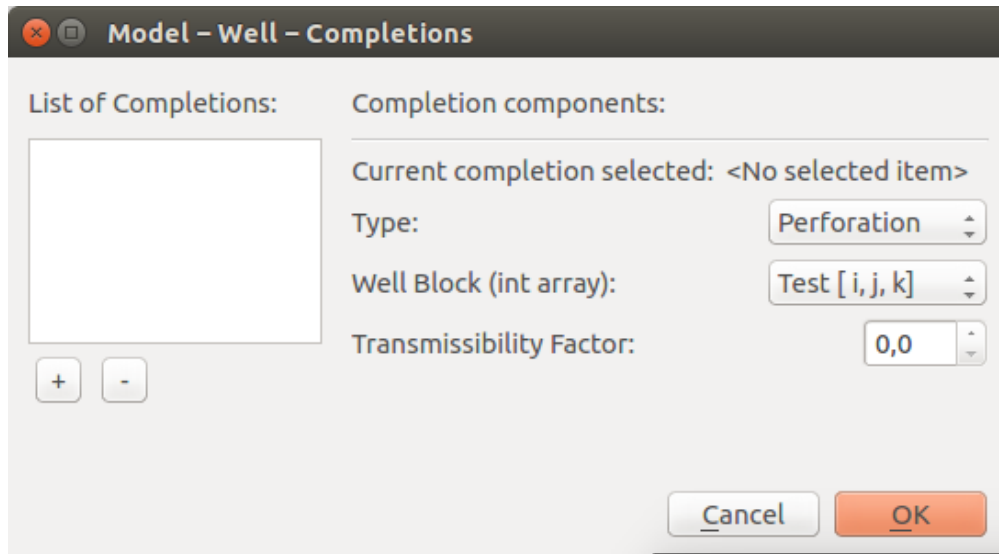 Model – Well – Completions
List of Completions:
Completion components:
Current completion selected: <No selected item>
Type:
Perforation
Well Block (int array):
Test [ i, j, k]
Transmissibility Factor:
0,0
+
-
Cancel
OK